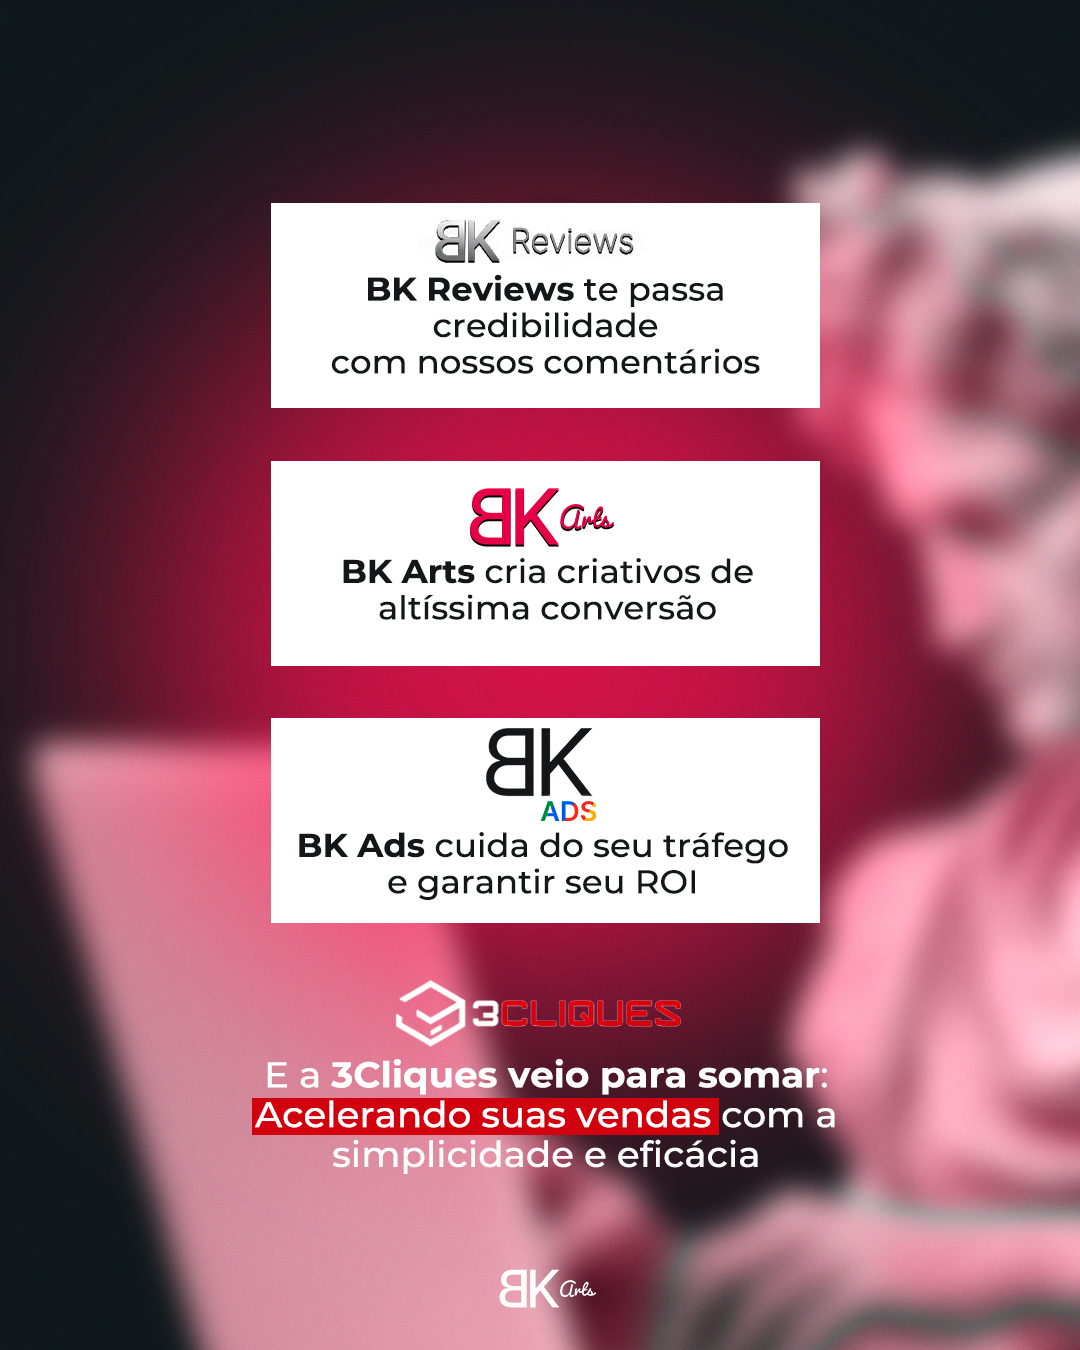 BK Reviews
BK Reviews te passa
credibilidade
com nossos comentários
BK Arts
BK Arts cria criativos de
altíssima conversão
BK
ADS
BK Ads cuida do seu tráfego
e garantir seu ROI
3CLIQUES
E a 3Cliques veio para somar:
Acelerando suas vendas com a
simplicidade e eficácia
BK Arts